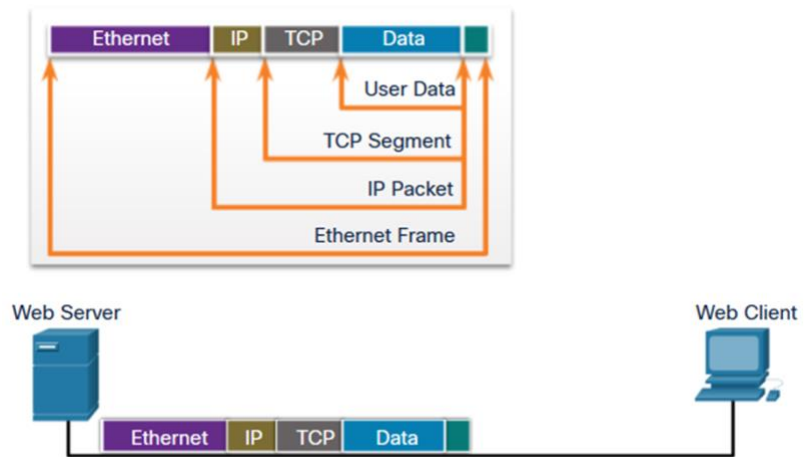 Ethernet IP TCP Data
User Data
TCP Segment
IP Packet
Ethernet Frame
Web Server Web Client
Ethernet IP TCP Data